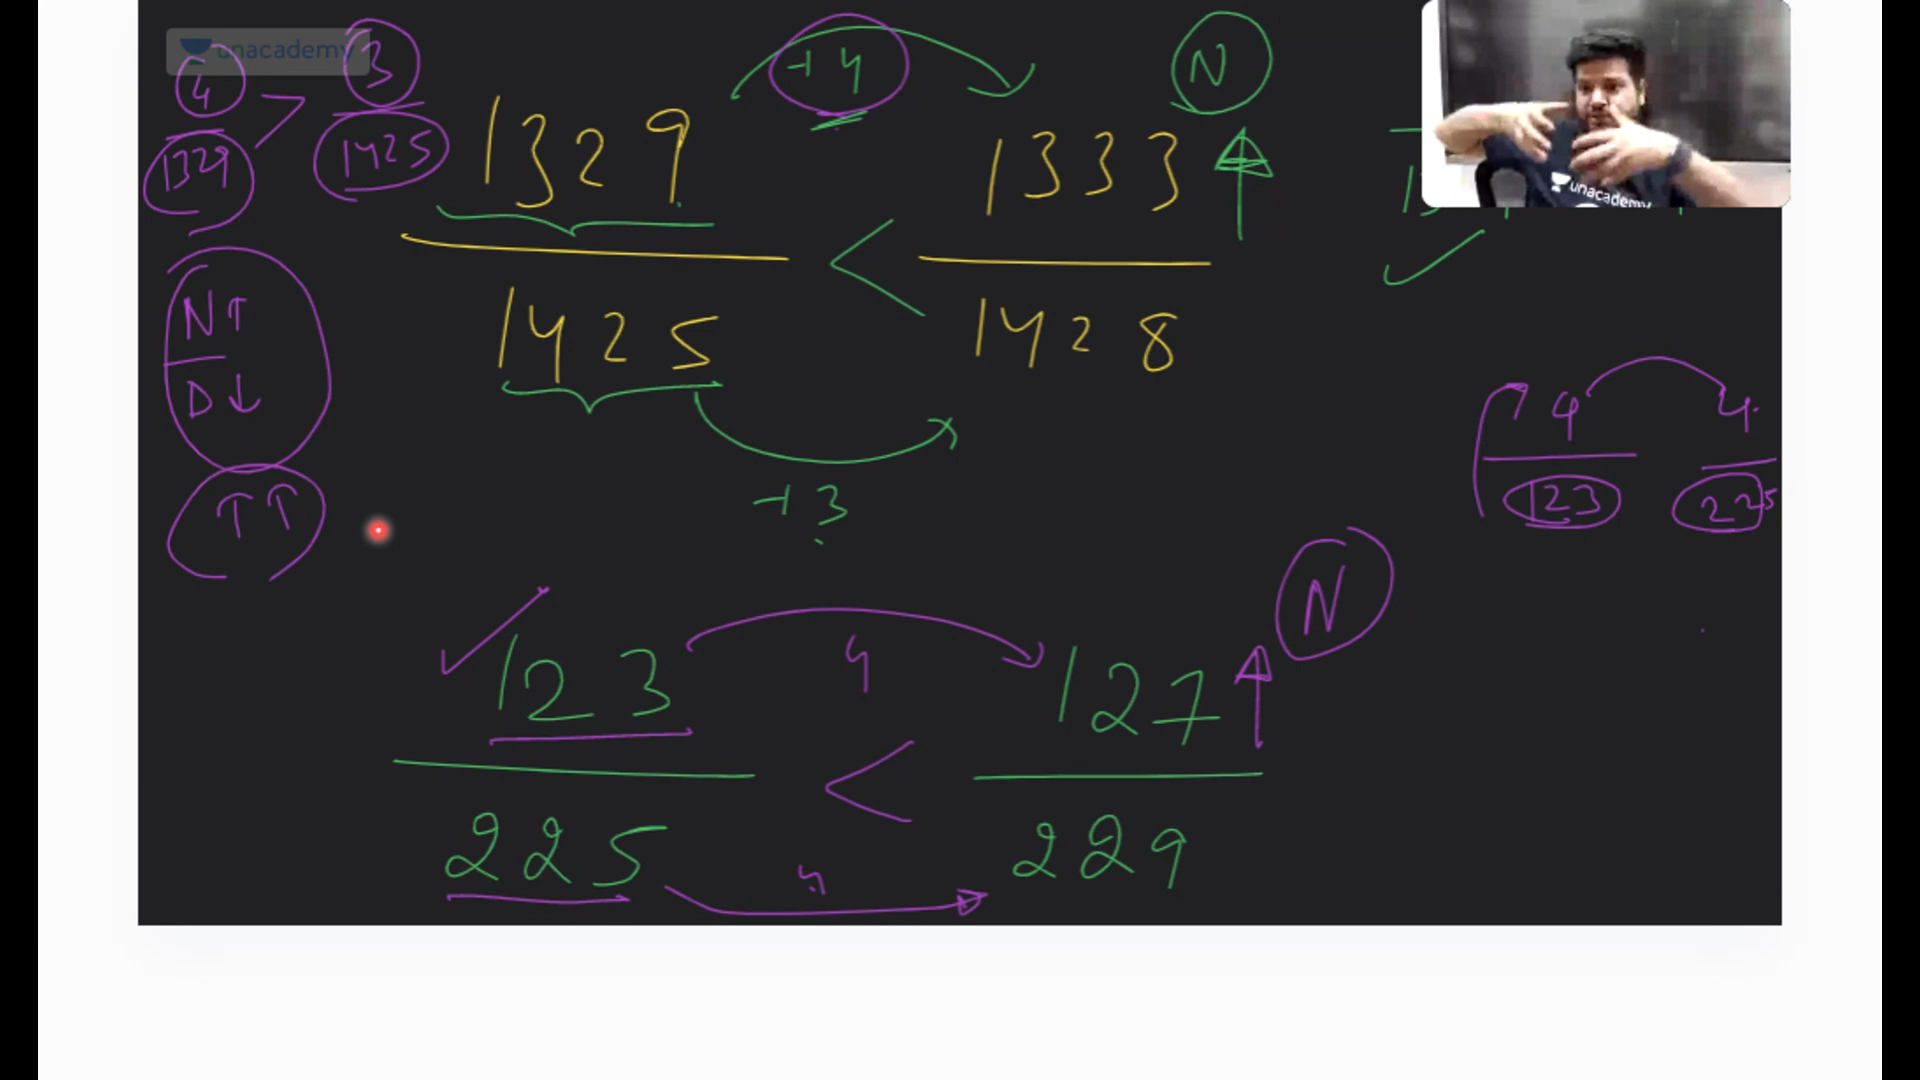 unacademy
4 > 3
1329 1425
+4
N
1329 < 1333
1425 1428
N↑
D↓
↑↑
+3
4 4
123 225
N
123 4 127
<
225 4 229
unacademy